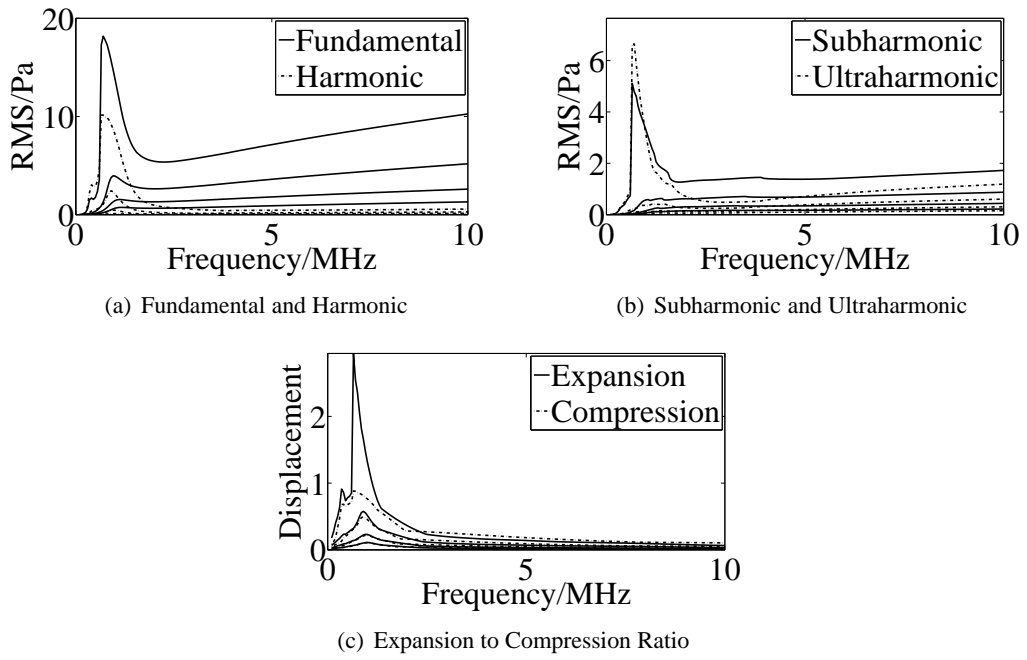 20
10
0
0
5
10
RMS/Pa
Frequency/MHz
Fundamental
Harmonic
(a) Fundamental and Harmonic
6
4
2
0
0
5
10
RMS/Pa
Frequency/MHz
Subharmonic
Ultraharmonic
(b) Subharmonic and Ultraharmonic
2
1
0
0
5
10
Displacement
Frequency/MHz
Expansion
Compression
(c) Expansion to Compression Ratio